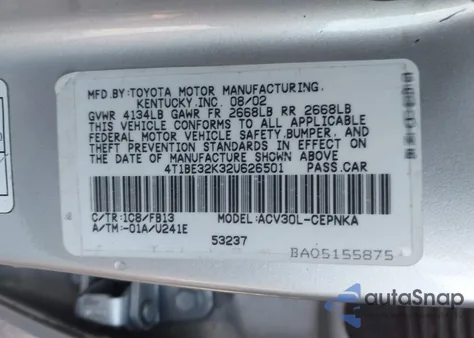 MFD.BY:TOYOTA MOTOR MANUFACTURING,
KENTUCKY,INC. 08/02
GVWR 4134LB GAWR FR 2668LB RR 2668LB
THIS VEHICLE CONFORMS TO ALL APPLICABLE
FEDERAL MOTOR VEHICLE SAFETY,BUMPER, AND
THEFT PREVENTION STANDARDS IN EFFECT ON
THE DATE OF MANUFACTURE SHOWN ABOVE.
4T1BE32K32U626501 PASS.CAR
C/TR:1C8/FB13 MODEL:ACV30L-CEPNKA
A/TM:-01A/U241E
53237
BA05155875
autoSnap